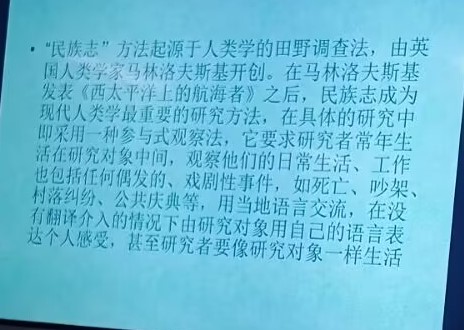 • “民族志”方法起源于人类学的田野调查法，由英
国人类学家马林洛夫斯基开创。在马林洛夫斯基
发表《西太平洋上的航海者》之后，民族志成为
现代人类学最重要的研究方法，在具体的研究中
即采用一种参与式观察法，它要求研究者常年生
活在研究对象中间，观察他们的日常生活、工作
也包括任何偶发的、戏剧性事件，如死亡、吵架、
村落纠纷、公共庆典等，用当地语言交流，在没
有翻译介入的情况下由研究对象用自己的语言表
达个人感受，甚至研究者要像研究对象一样生活